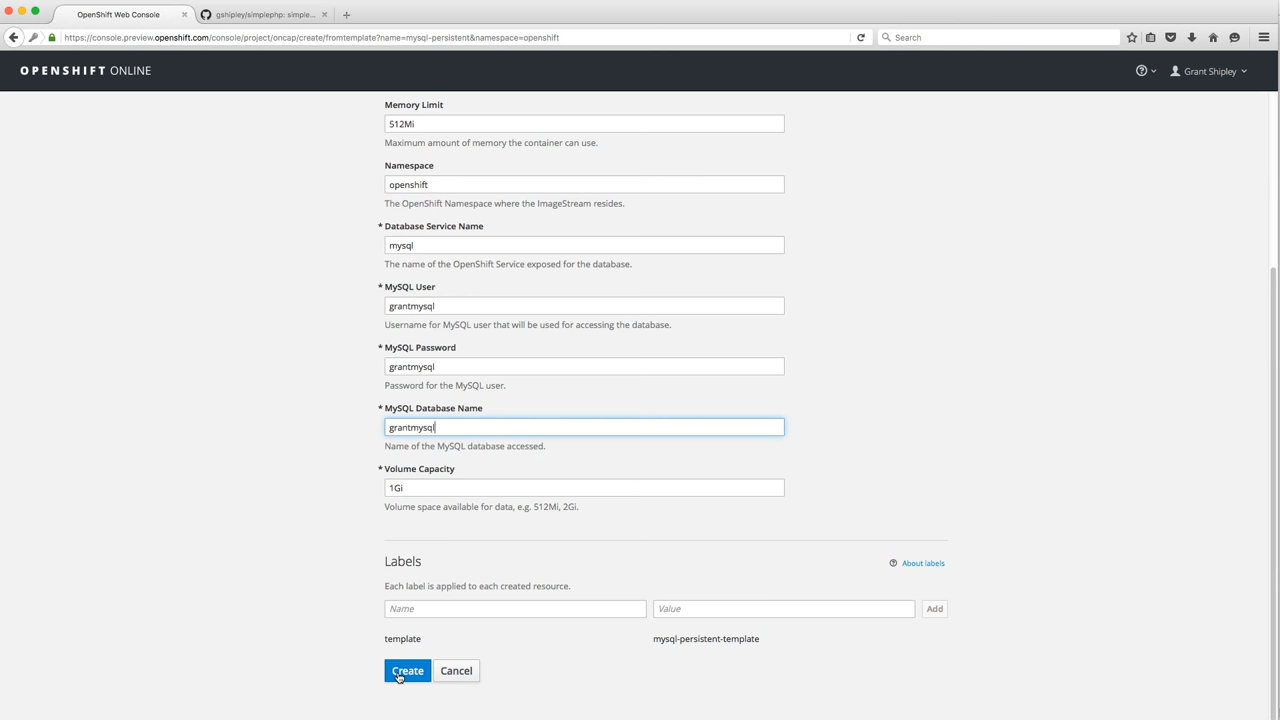 OpenShift Web Console
gshipley/simplephp: simple...
https://console.preview.openshift.com/console/project/oncap/create/fromtemplate?name=mysql-persistent&namespace=openshift
Search
OPENSHIFT ONLINE
Grant Shipley
Memory Limit
512Mi
Maximum amount of memory the container can use.
Namespace
openshift
The OpenShift Namespace where the ImageStream resides.
* Database Service Name
mysql
The name of the OpenShift Service exposed for the database.
* MySQL User
grantmysql
Username for MySQL user that will be used for accessing the database.
* MySQL Password
grantmysql
Password for the MySQL user.
* MySQL Database Name
grantmysql
Name of the MySQL database accessed.
* Volume Capacity
1Gi
Volume space available for data, e.g. 512Mi, 2Gi.
Labels
About labels
Each label is applied to each created resource.
Name Value Add
template mysql-persistent-template
Create Cancel